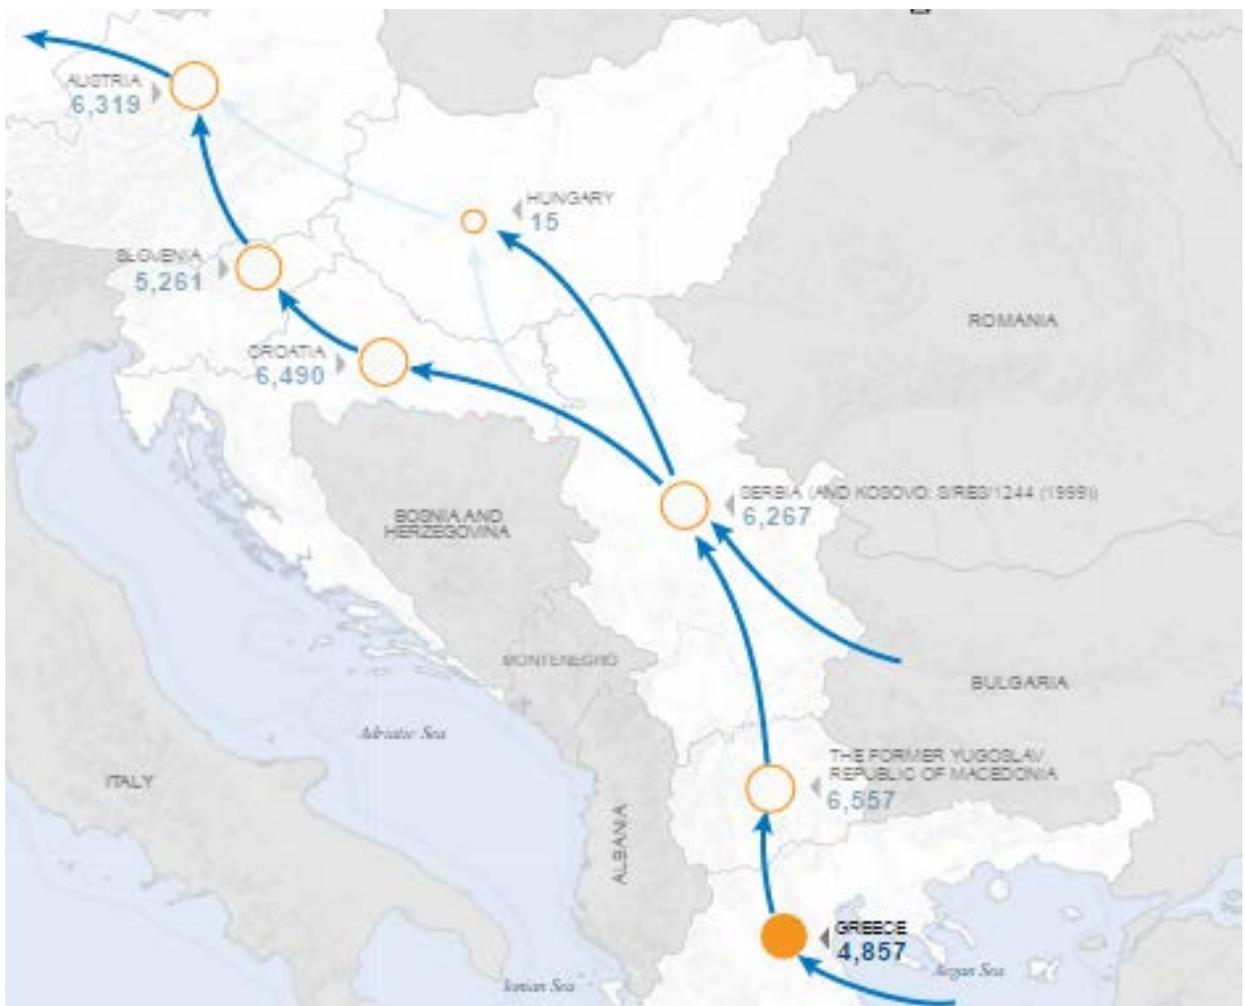 AUSTRIA
6,319
HUNGARY
15
SLOVENIA
5,261
ROMANIA
CROATIA
6,490
SERBIA (AND KOSOVO: S/RES/1244 (1999))
6,267
BOSNIA AND
HERZEGOVINA
MONTENEGRO
BULGARIA
Adriatic Sea
THE FORMER YUGOSLAV
REPUBLIC OF MACEDONIA
6,557
ITALY
ALBANIA
GREECE
4,857
Aegan Sea
Ionian Sea